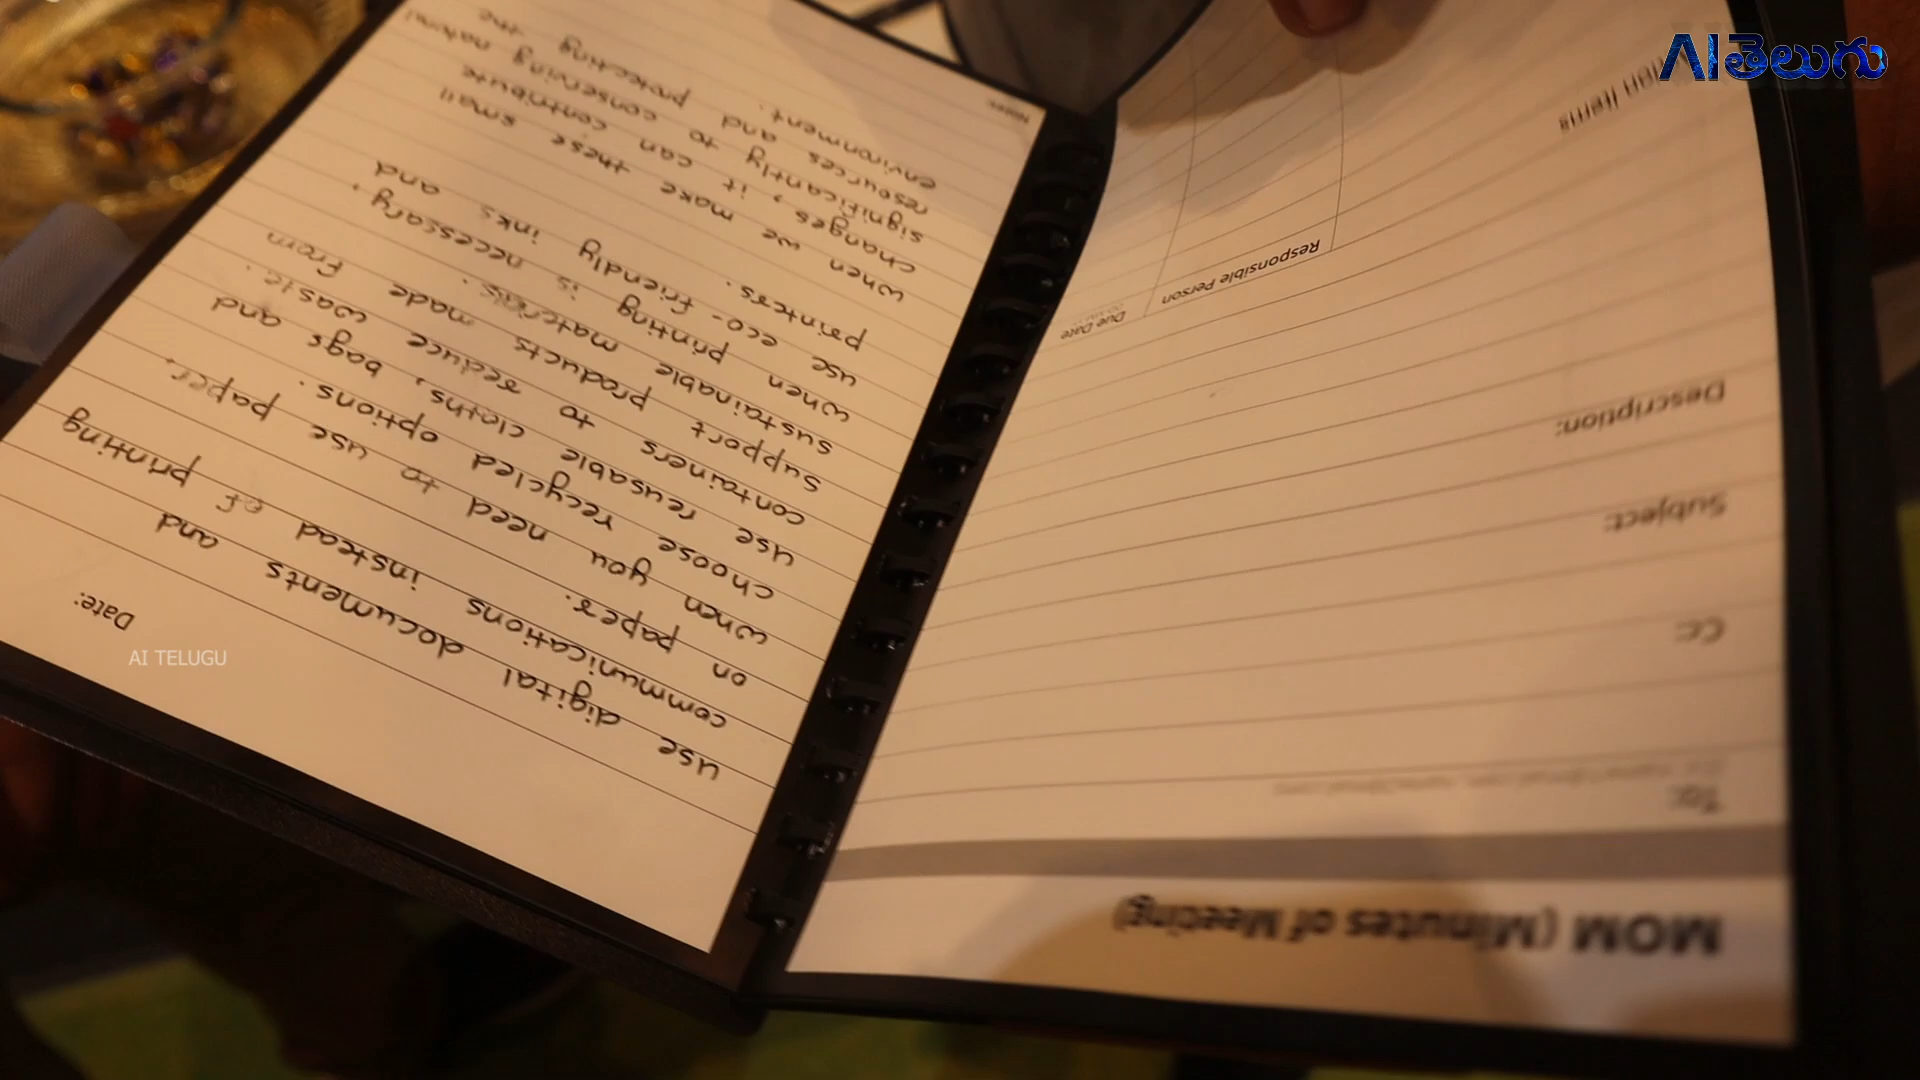 AIతెలుగు
Date:
use digital documents and
communications instead of printing
on paper.
when you need to use paper,
choose recycled options.
use reusable cloths, bags and
containers to reduce waste.
support products made from
sustainable materials.
when printing is necessary,
use eco-friendly inks and
printers.
when we make these small
changes, it can contribute
significantly to conserving natural
resources and protecting the
environment.
Notes:
MOM (Minutes of Meeting)
To:
Cc:
Subject:
Description:
Items
Responsible Person
Due Date
AI TELUGU